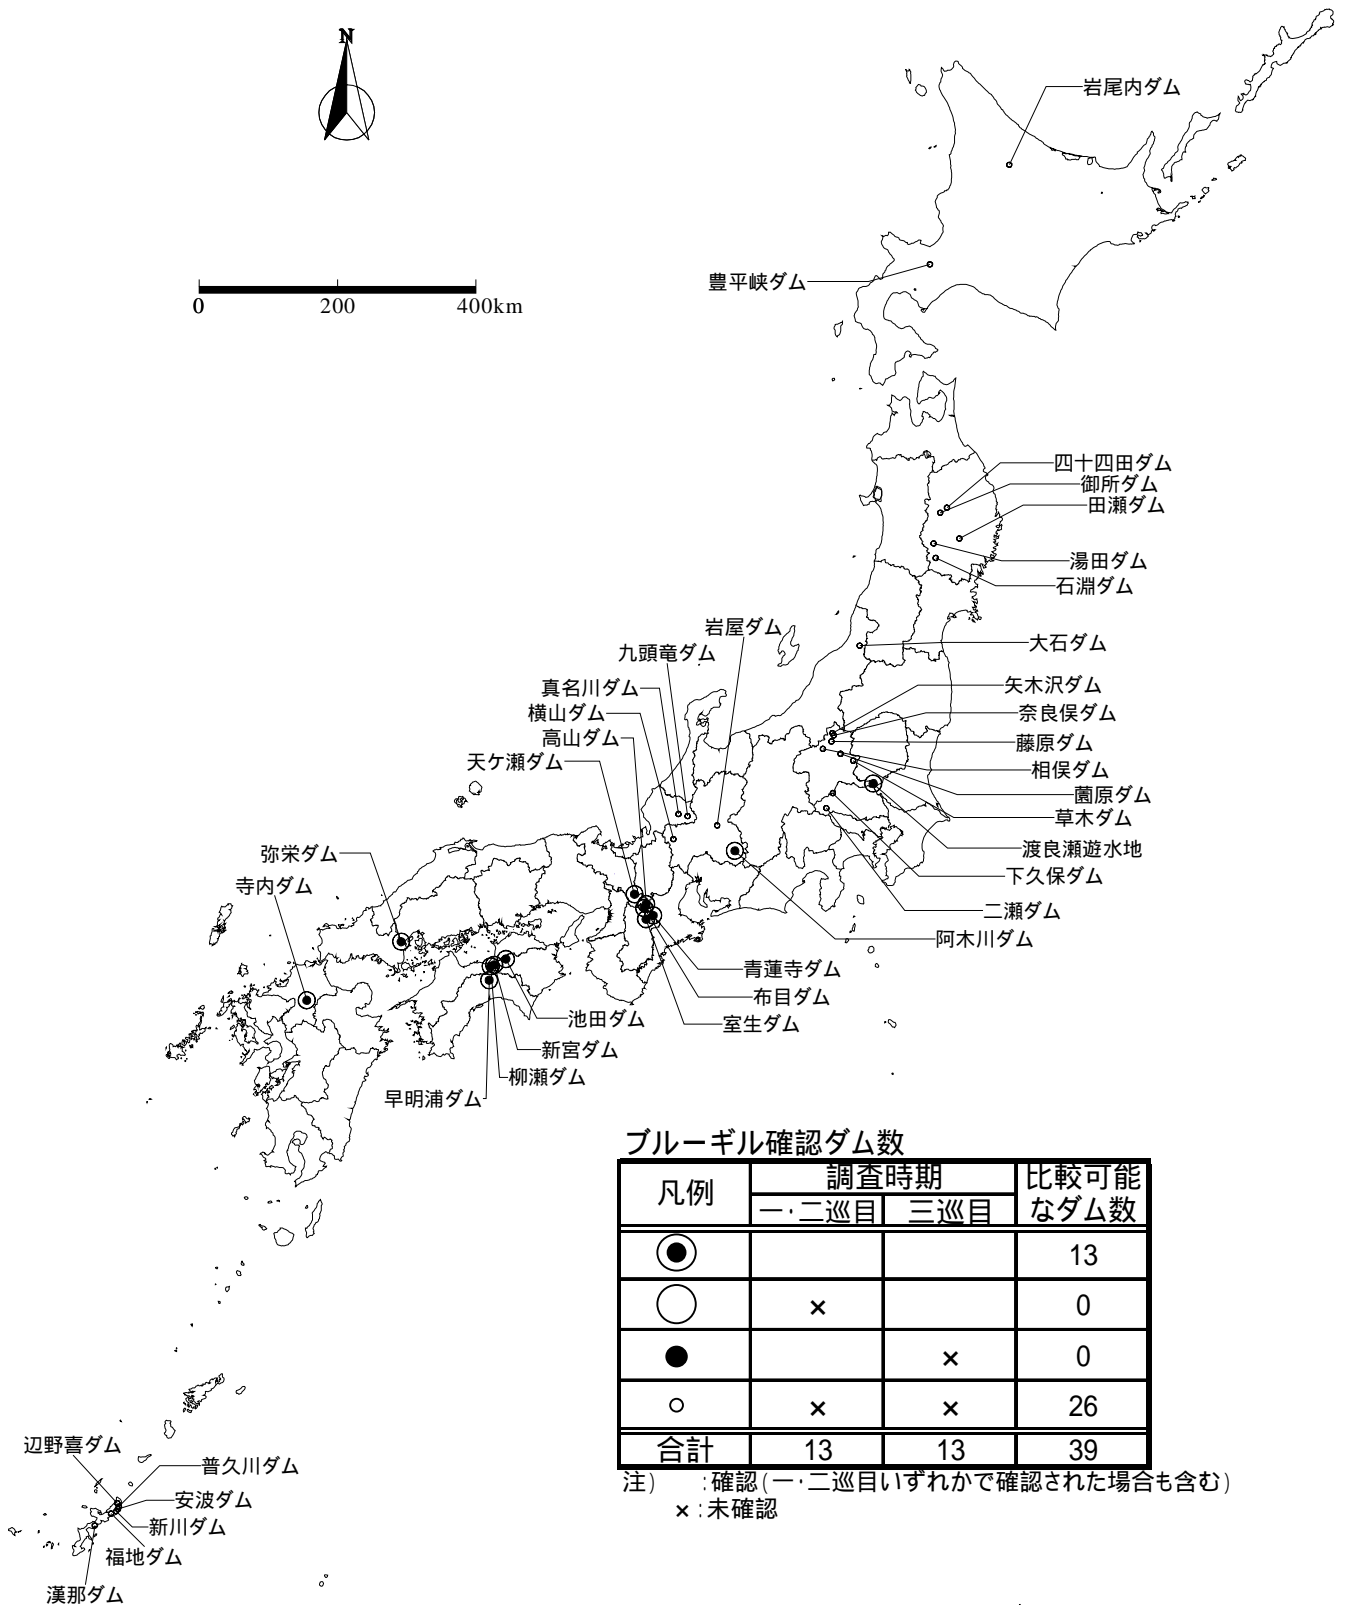 N
岩尾内ダム
豊平峡ダム
0 200 400km
四十四田ダム
御所ダム
田瀬ダム
湯田ダム
石淵ダム
大石ダム
岩屋ダム
九頭竜ダム
真名川ダム
横山ダム
高山ダム
天ケ瀬ダム
矢木沢ダム
奈良俣ダム
藤原ダム
相俣ダム
薗原ダム
草木ダム
渡良瀬遊水地
下久保ダム
二瀬ダム
阿木川ダム
弥栄ダム
寺内ダム
青蓮寺ダム
布目ダム
室生ダム
池田ダム
新宮ダム
柳瀬ダム
早明浦ダム
ブルーギル確認ダム数
凡例 調査時期 比較可能
一・二巡目 三巡目 なダム数
13
× 0
× 0
× × 26
合計 13 13 39
注) :確認(一・二巡目いずれかで確認された場合も含む)
×:未確認
辺野喜ダム
普久川ダム
安波ダム
新川ダム
福地ダム
漢那ダム